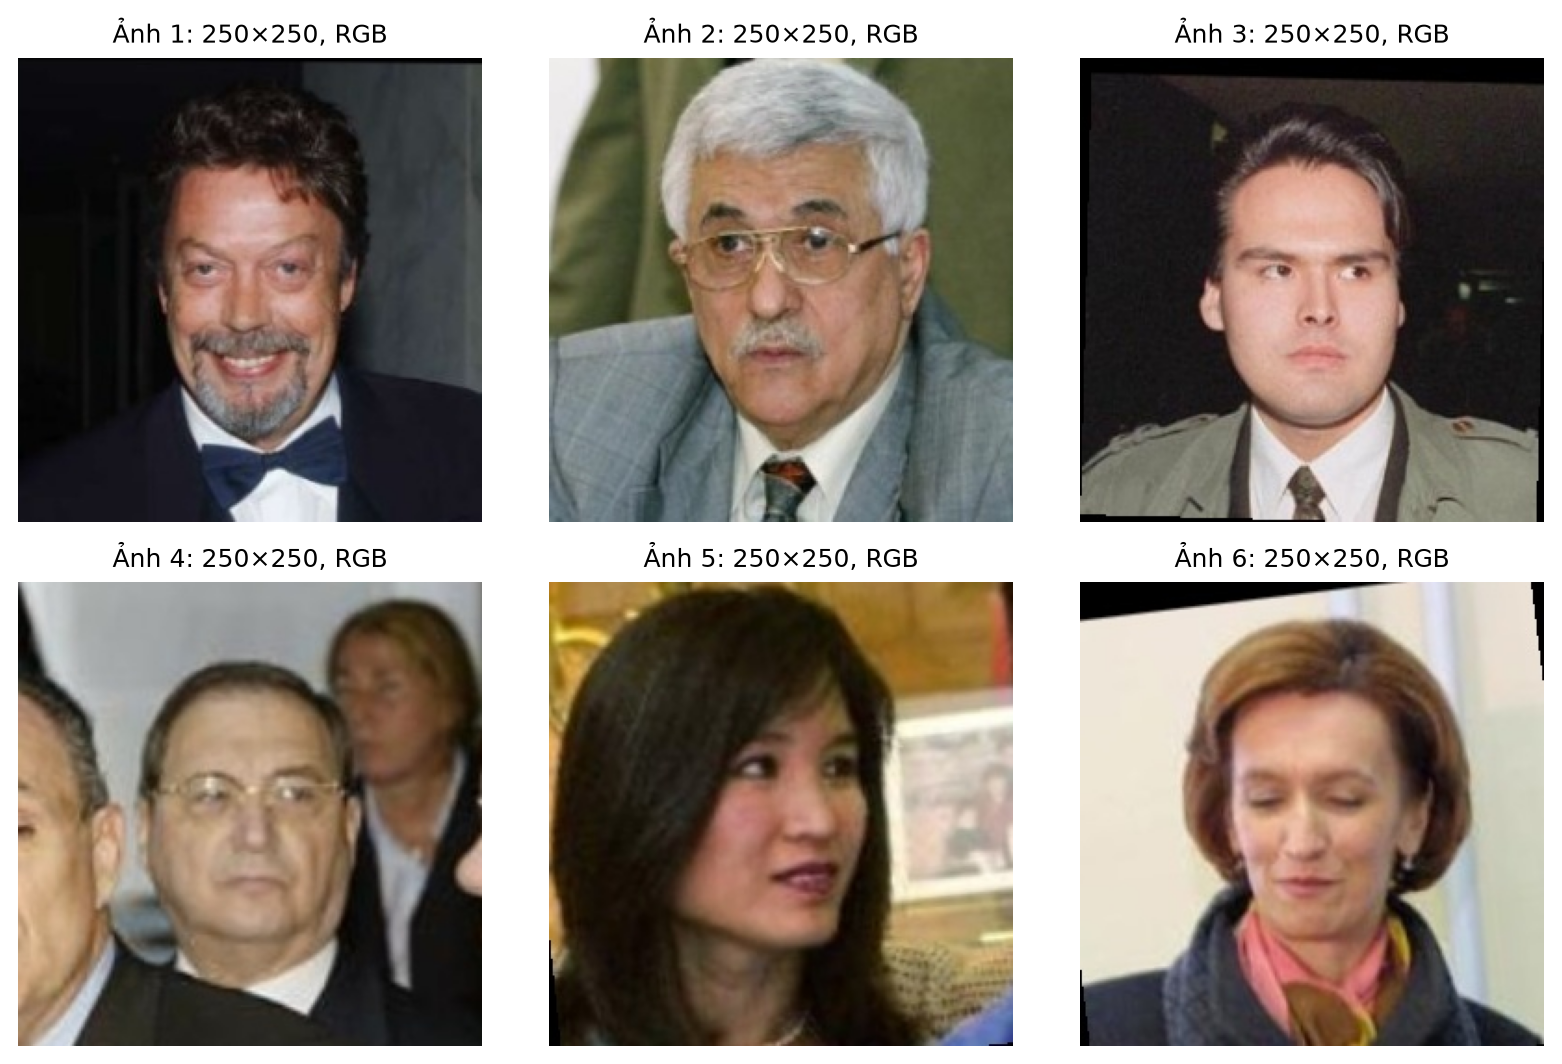 Ảnh 1: 250×250, RGB
Ảnh 2: 250×250, RGB
Ảnh 3: 250×250, RGB
Ảnh 4: 250×250, RGB
Ảnh 5: 250×250, RGB
Ảnh 6: 250×250, RGB